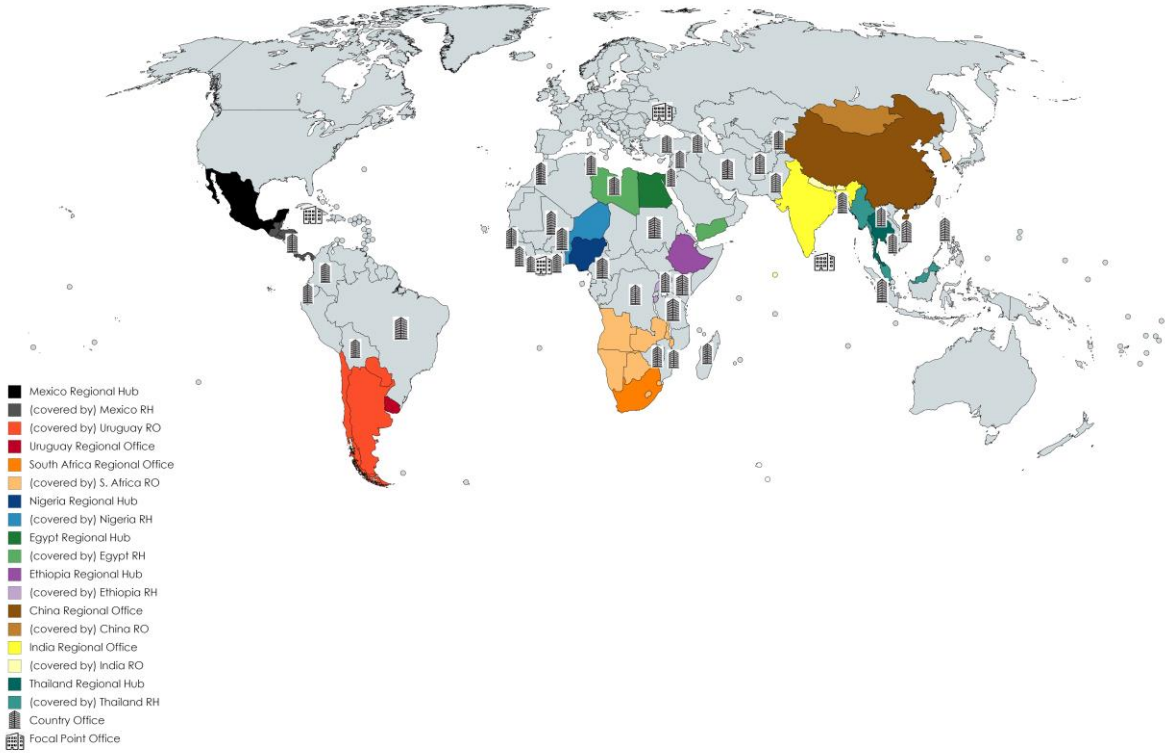 Mexico Regional Hub
(covered by) Mexico RH
(covered by) Uruguay RO
Uruguay Regional Office
South Africa Regional Office
(covered by) S. Africa RO
Nigeria Regional Hub
(covered by) Nigeria RH
Egypt Regional Hub
(covered by) Egypt RH
Ethiopia Regional Hub
(covered by) Ethiopia RH
China Regional Office
(covered by) China RO
India Regional Office
(covered by) India RO
Thailand Regional Hub
(covered by) Thailand RH
Country Office
Focal Point Office